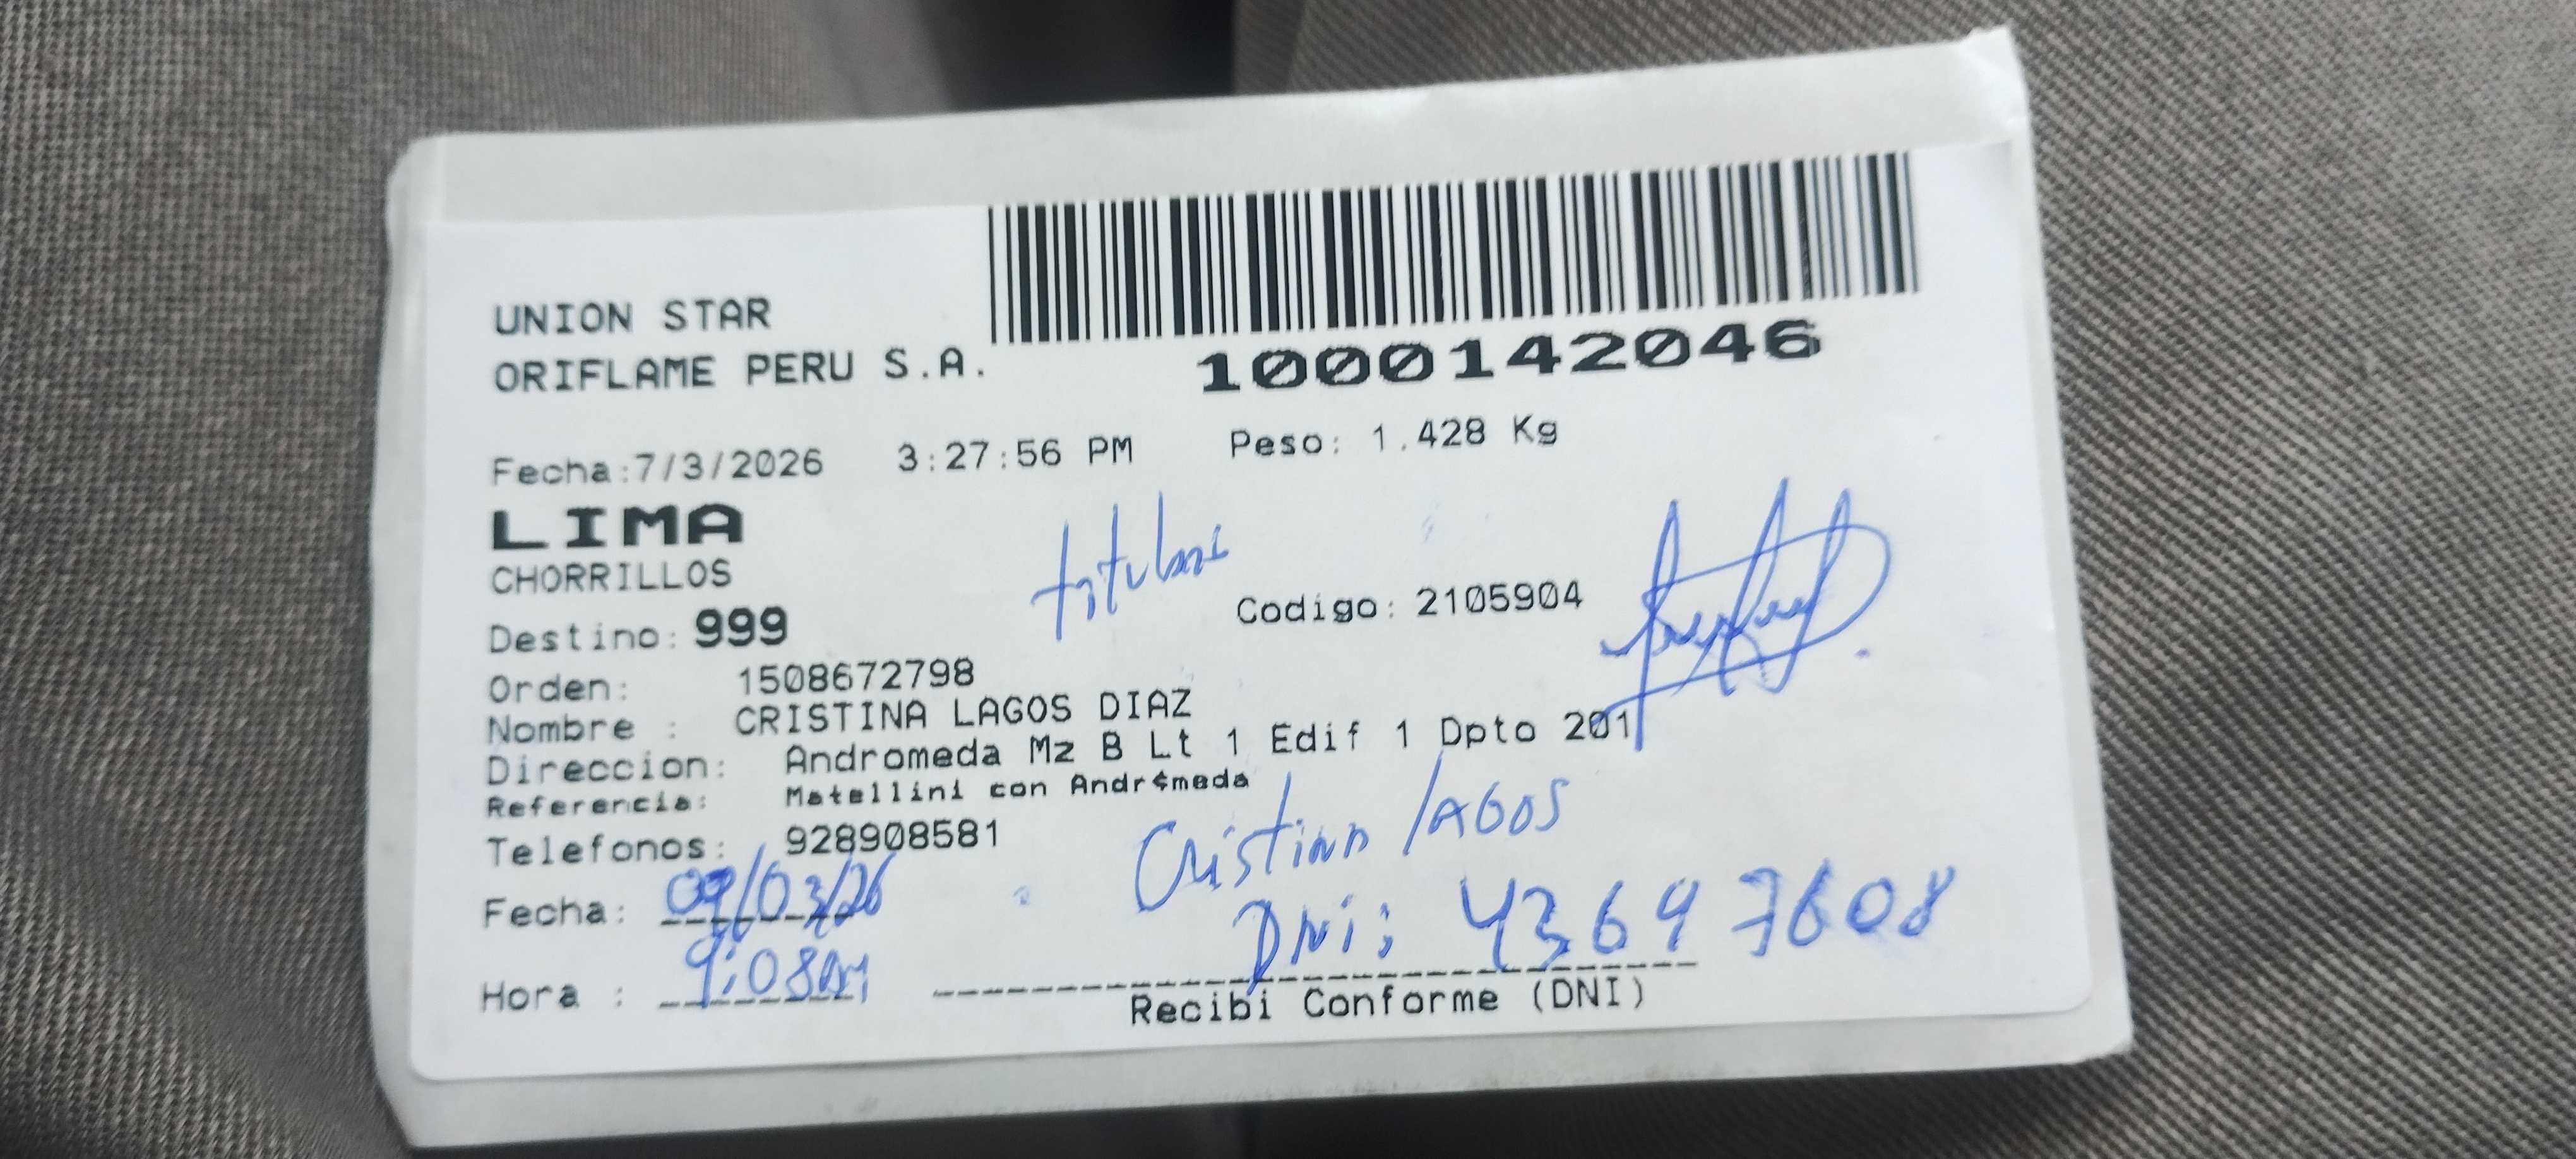 UNION STAR
ORIFLAME PERU S.A.
1000142046
Fecha:7/3/2026 3:27:56 PM Peso: 1.428 Kg
LIMA
CHORRILLOS
titular
Destino: 999
Codigo: 2105904
Orden: 1508672798
Nombre : CRISTINA LAGOS DIAZ
Direccion: Andromeda Mz B Lt 1 Edif 1 Dpto 201
Referencia: Matellini con Andr¢meda
Telefonos: 928908581
Cristian LAGOS
Fecha: 09/03/26
DNi: 43697608
Hora : 9:08am
Recibi Conforme (DNI)